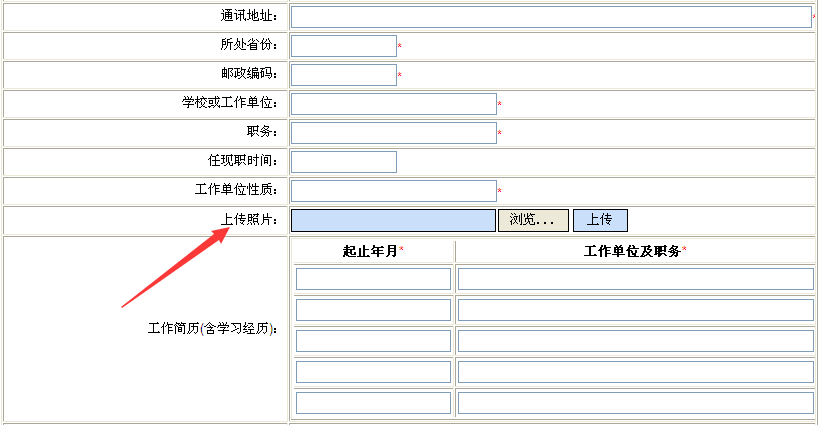 通讯地址： *
所处省份： *
邮政编码： *
学校或工作单位： *
职务： *
任现职时间：
工作单位性质： *
上传照片： 浏览... 上传
起止年月* 工作单位及职务*
工作简历(含学习经历)：